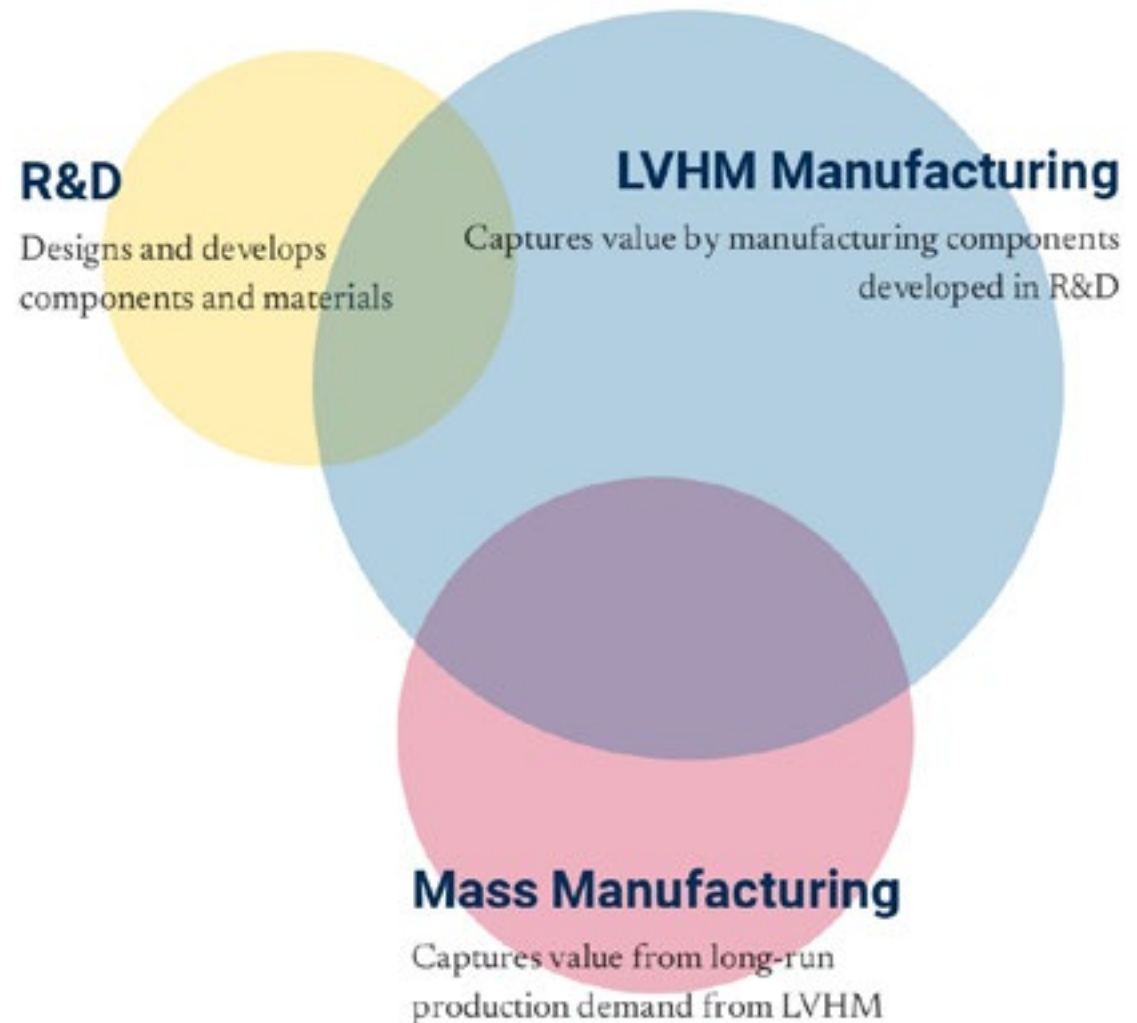 R&D
Designs and develops
components and materials
LVHM Manufacturing
Captures value by manufacturing components
developed in R&D
Mass Manufacturing
Captures value from long-run
production demand from LVHM